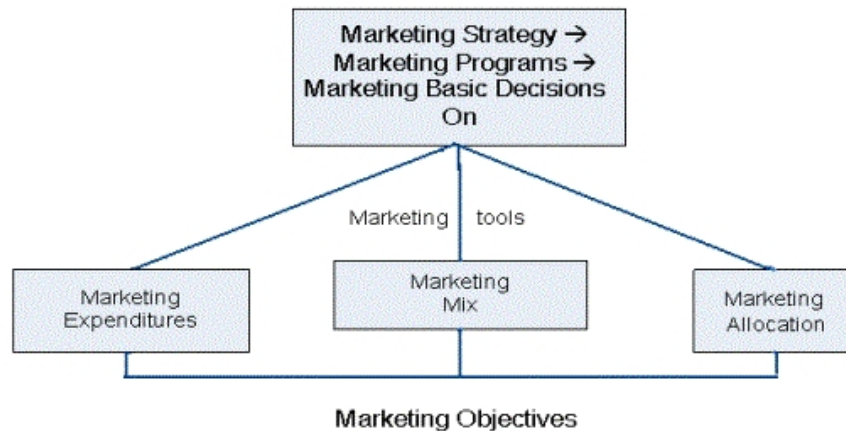 Marketing Strategy →
Marketing Programs →
Marketing Basic Decisions
On
Marketing tools
Marketing
Expenditures
Marketing
Mix
Marketing
Allocation
Marketing Objectives